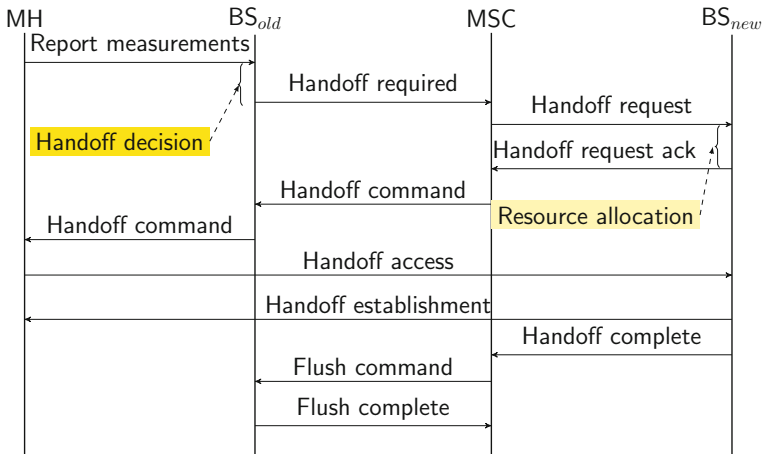 MH BS_old MSC BS_new
Report measurements
Handoff required
Handoff request
Handoff decision
Handoff request ack
Handoff command
Resource allocation
Handoff command
Handoff access
Handoff establishment
Handoff complete
Flush command
Flush complete